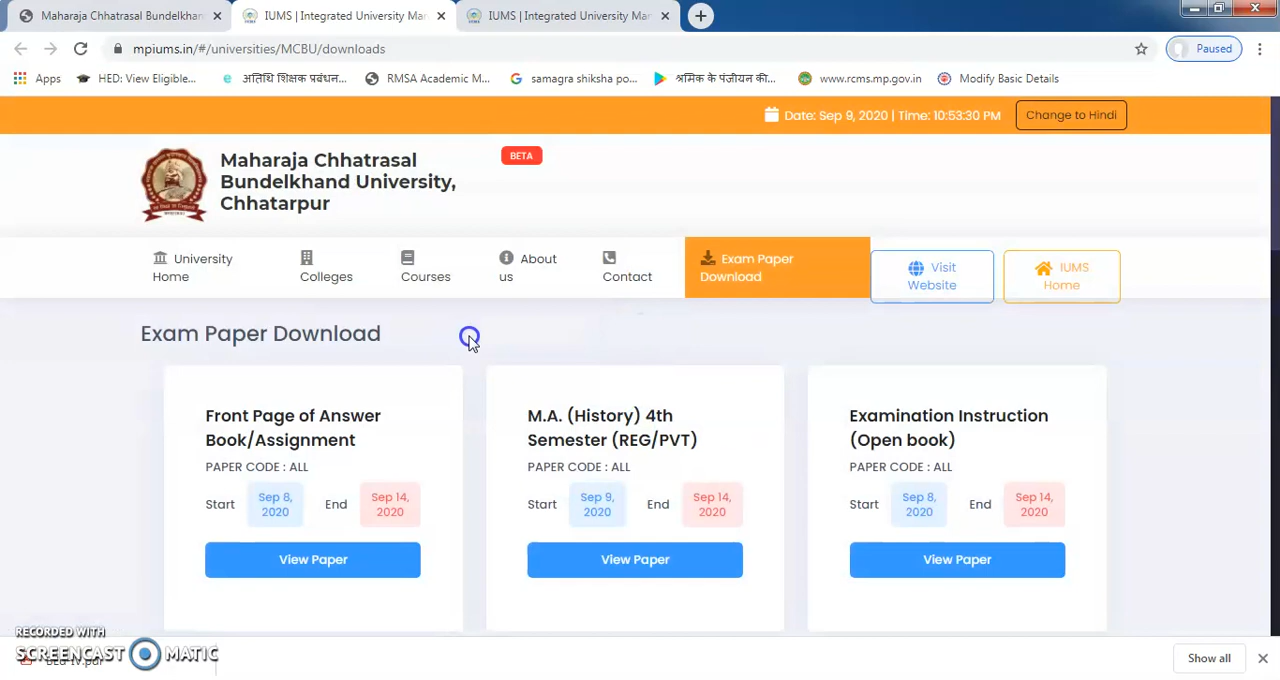 Maharaja Chhatrasal Bundelkhan
IUMS | Integrated University Mar
IUMS | Integrated University Mar
mpiums.in/#/universities/MCBU/downloads
Paused
Apps
HED: View Eligible...
अतिथि शिक्षक पबंधन...
RMSA Academic M...
samagra shiksha po...
श्रमिक के पंजीयन की...
www.rcms.mp.gov.in
Modify Basic Details
Date: Sep 9, 2020 | Time: 10:53:30 PM
Change to Hindi
Maharaja Chhatrasal
Bundelkhand University,
Chhatarpur
BETA
University Home
Colleges
Courses
About us
Contact
Exam Paper Download
Visit Website
IUMS Home
Exam Paper Download
Front Page of Answer
Book/Assignment
PAPER CODE : ALL
Start Sep 8, 2020 End Sep 14, 2020
View Paper
M.A. (History) 4th
Semester (REG/PVT)
PAPER CODE : ALL
Start Sep 9, 2020 End Sep 14, 2020
View Paper
Examination Instruction
(Open book)
PAPER CODE : ALL
Start Sep 8, 2020 End Sep 14, 2020
View Paper
RECORDED WITH
SCREENCAST MATIC
Show all